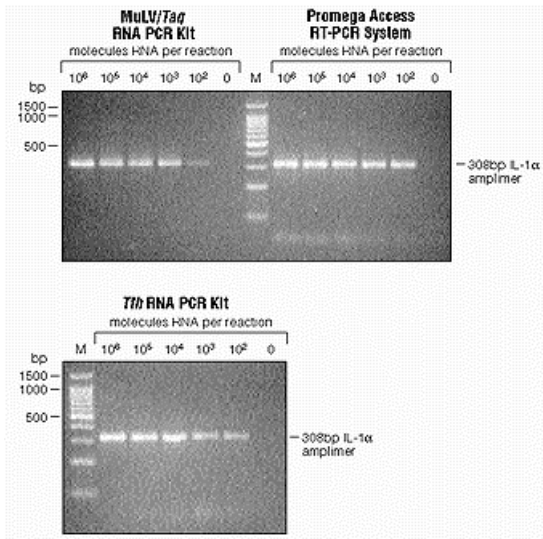 MuLV/Taq
RNA PCR Kit
molecules RNA per reaction
10⁶ 10⁵ 10⁴ 10³ 10² 0
Promega Access
RT-PCR System
molecules RNA per reaction
M 10⁶ 10⁵ 10⁴ 10³ 10² 0
bp
1500
1000
500
308bp IL-1α
amplimer
Tth RNA PCR Kit
molecules RNA per reaction
M 10⁶ 10⁵ 10⁴ 10³ 10² 0
bp
1500
1000
500
308bp IL-1α
amplimer